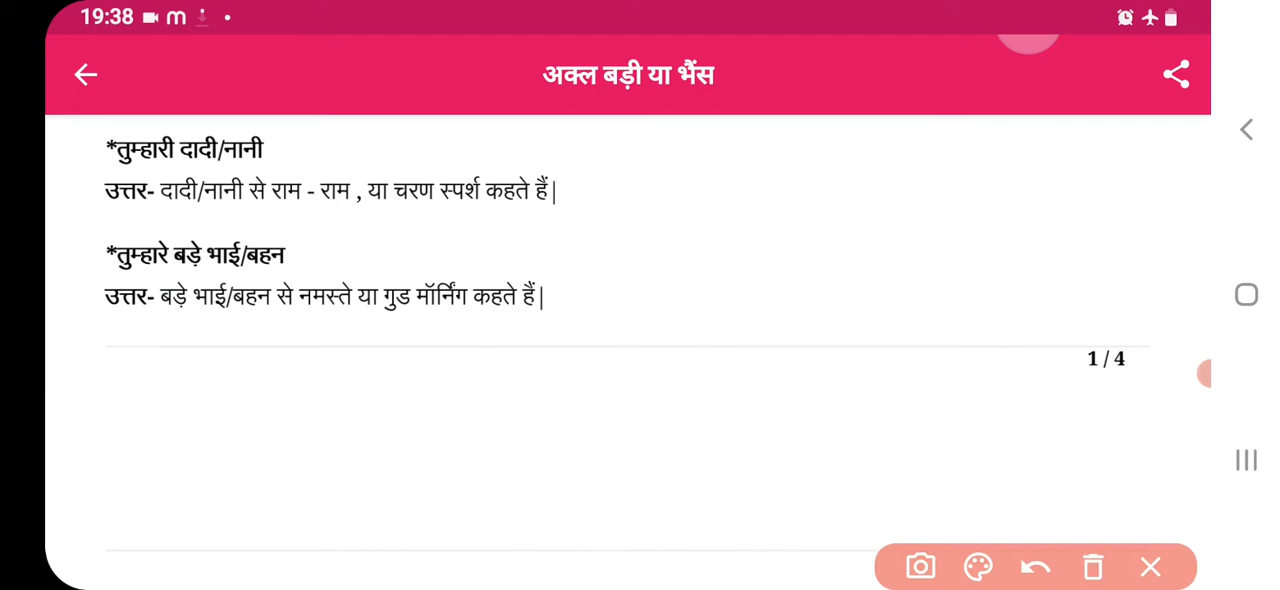 19:38
अक्ल बड़ी या भैंस
*तुम्हारी दादी/नानी
उत्तर- दादी/नानी से राम - राम , या चरण स्पर्श कहते हैं|
*तुम्हारे बड़े भाई/बहन
उत्तर- बड़े भाई/बहन से नमस्ते या गुड मॉर्निंग कहते हैं|
1 / 4